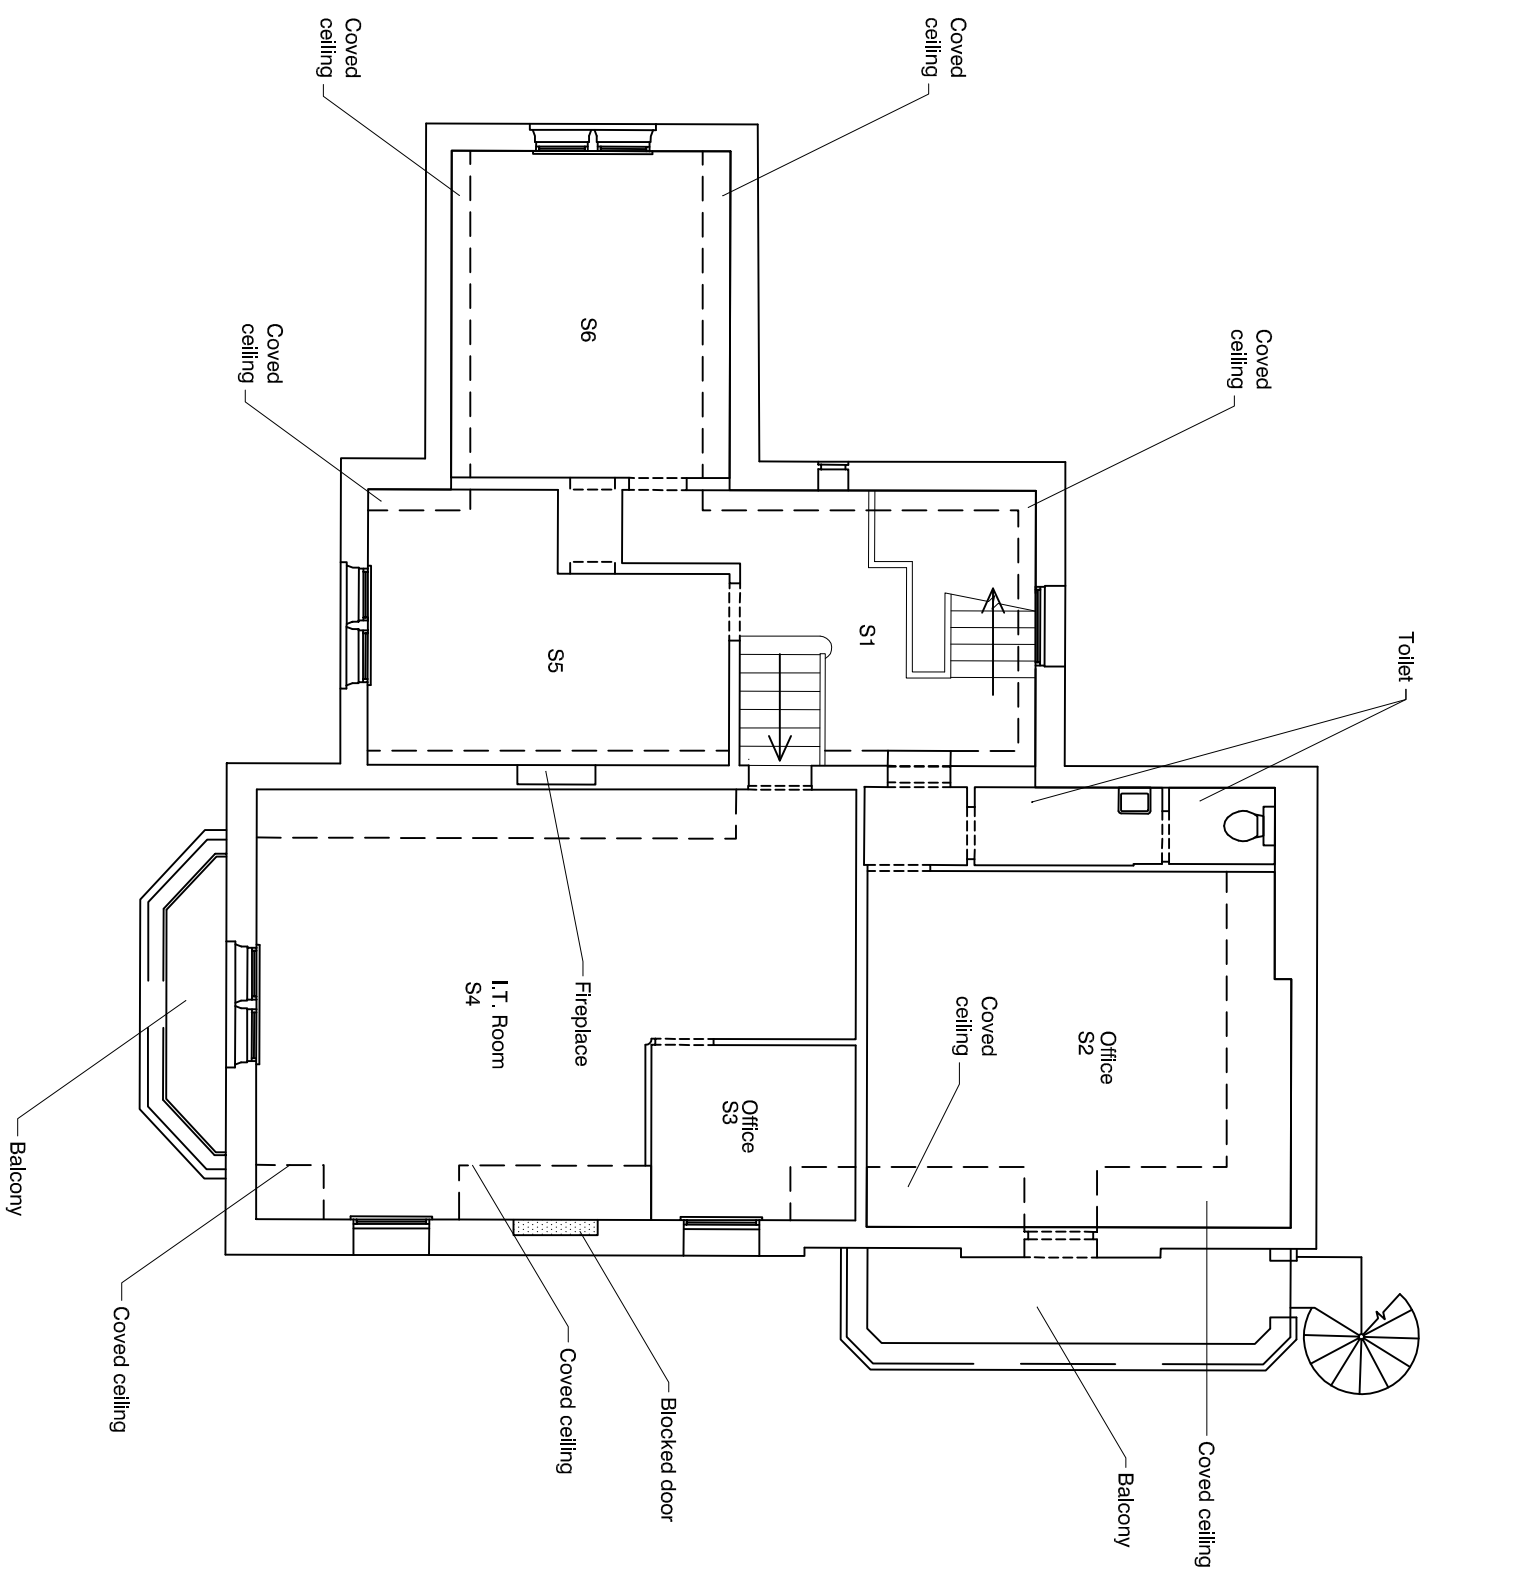 Toilet
Coved
ceiling
Coved ceiling
Balcony
Office
S2
Coved
ceiling
Coved
ceiling
S1
Office
S3
Blocked door
S6
Fireplace
Coved ceiling
S5
I.T. Room
S4
Coved
ceiling
Coved
ceiling
Coved ceiling
Balcony